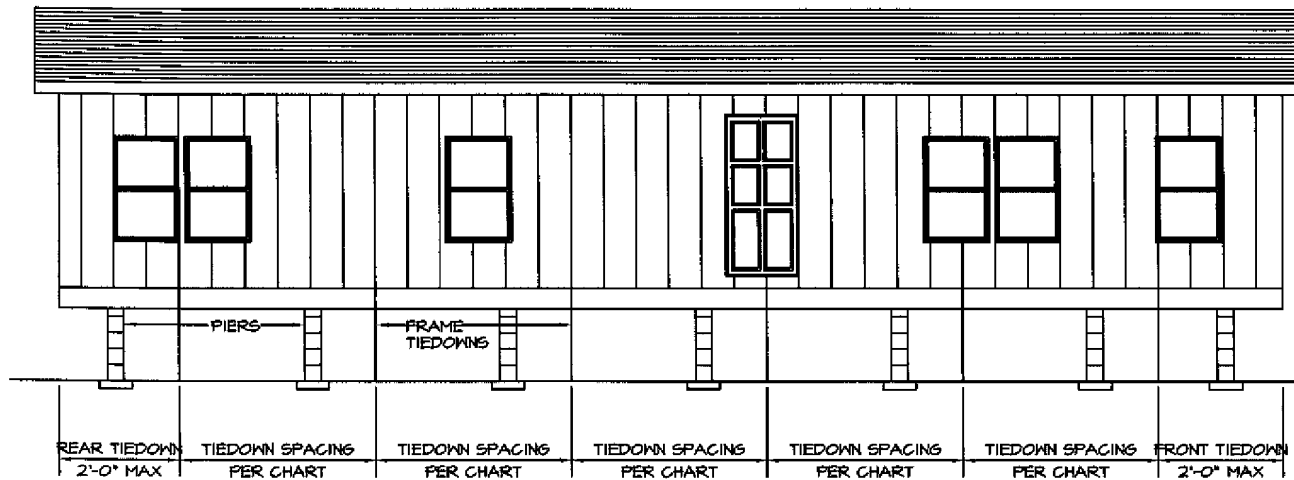 PIERS
FRAME
TIEDOWNS
REAR TIEDOWN
2'-0" MAX
TIEDOWN SPACING
PER CHART
TIEDOWN SPACING
PER CHART
TIEDOWN SPACING
PER CHART
TIEDOWN SPACING
PER CHART
TIEDOWN SPACING
PER CHART
FRONT TIEDOWN
2'-0" MAX